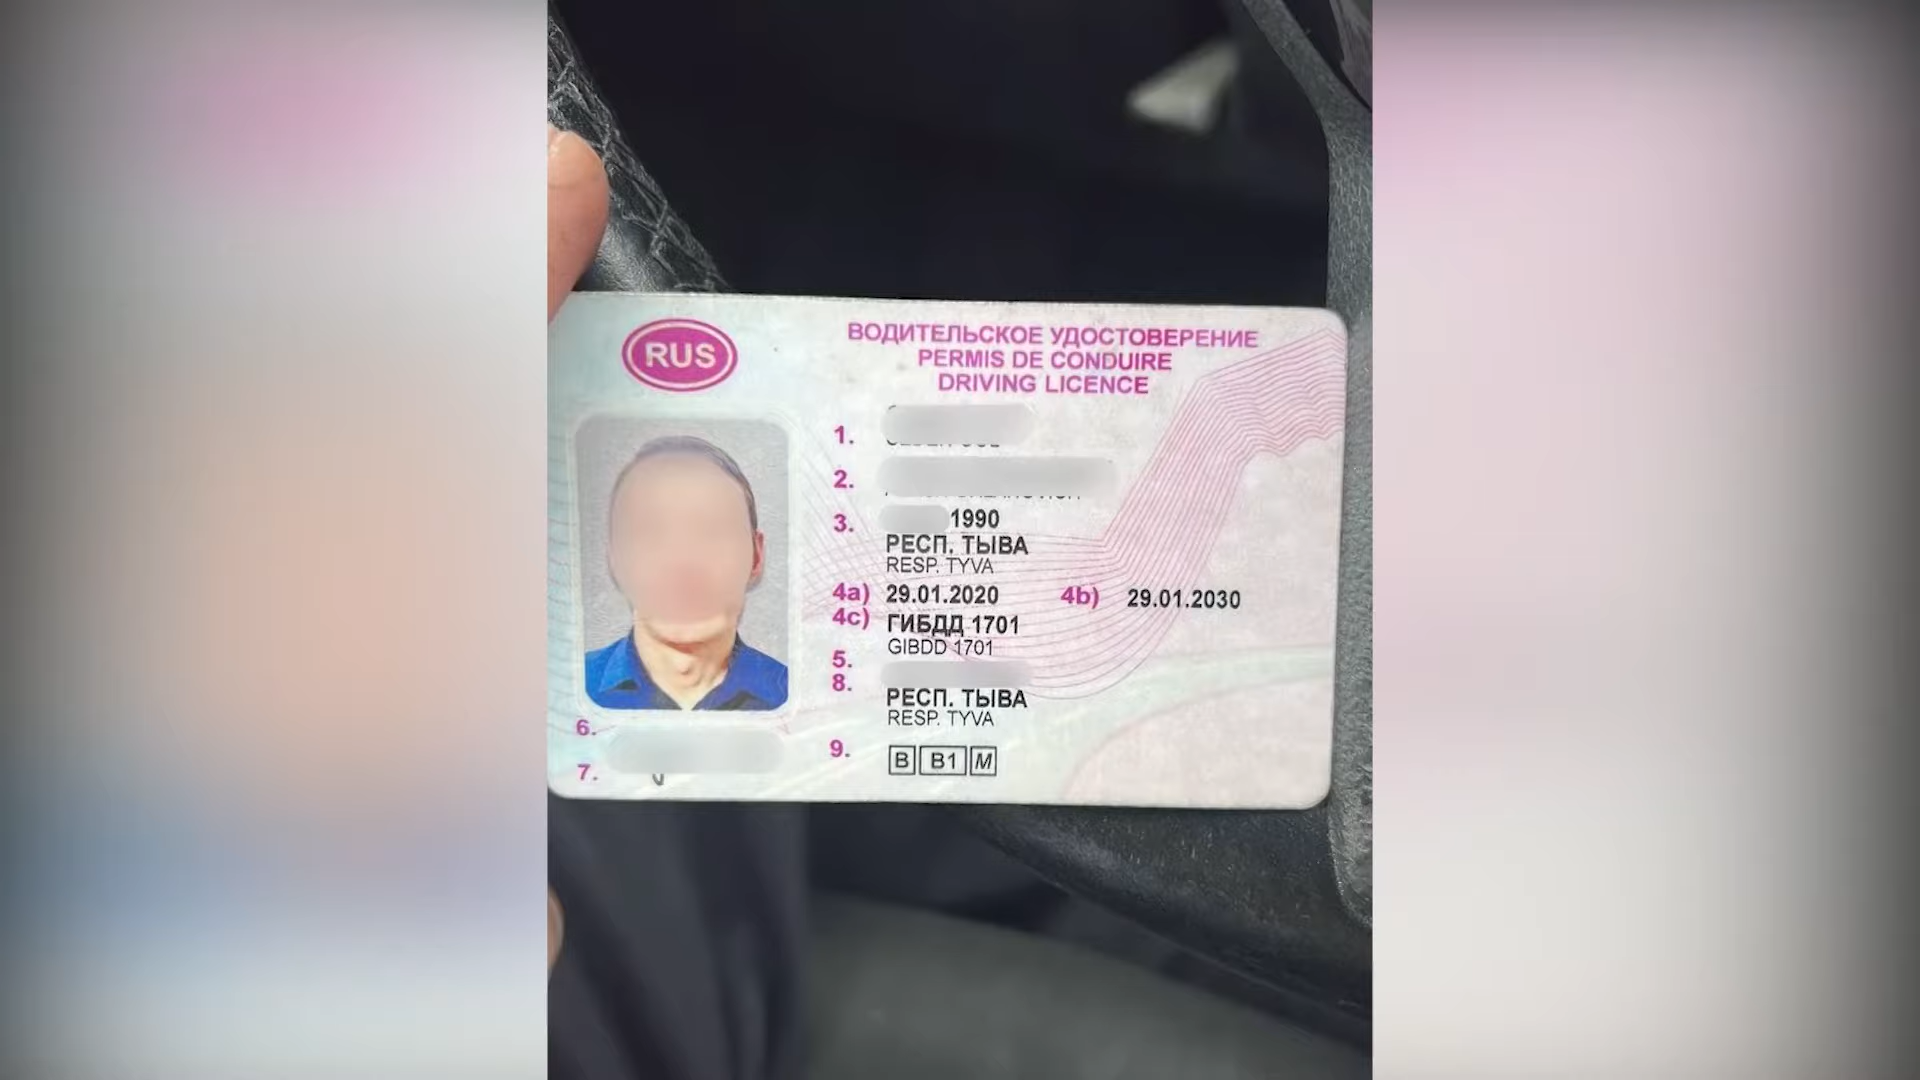 RUS
ВОДИТЕЛЬСКОЕ УДОСТОВЕРЕНИЕ
PERMIS DE CONDUIRE
DRIVING LICENCE
1.
2.
3. 1990
РЕСП. ТЫВА
RESP. TYVA
4a) 29.01.2020 4b) 29.01.2030
4c) ГИБДД 1701
GIBDD 1701
5.
8.
РЕСП. ТЫВА
RESP. TYVA
6.
7.
9. B B1 M